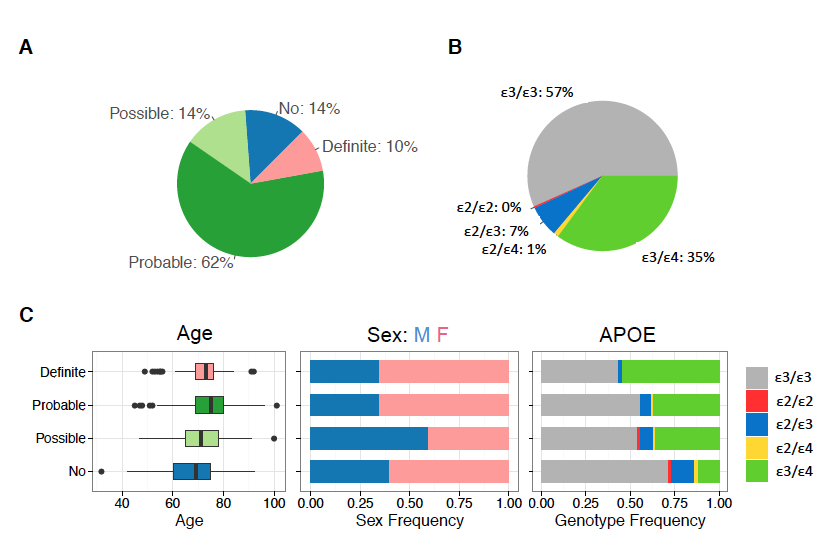 A
B
Possible: 14%
No: 14%
Definite: 10%
Probable: 62%
ε3/ε3: 57%
ε2/ε2: 0%
ε2/ε3: 7%
ε2/ε4: 1%
ε3/ε4: 35%
C
Age
Sex: M F
APOE
Definite
Probable
Possible
No
40 60 80 100
Age
0.00 0.25 0.50 0.75 1.00
Sex Frequency
0.00 0.25 0.50 0.75 1.00
Genotype Frequency
ε3/ε3
ε2/ε2
ε2/ε3
ε2/ε4
ε3/ε4